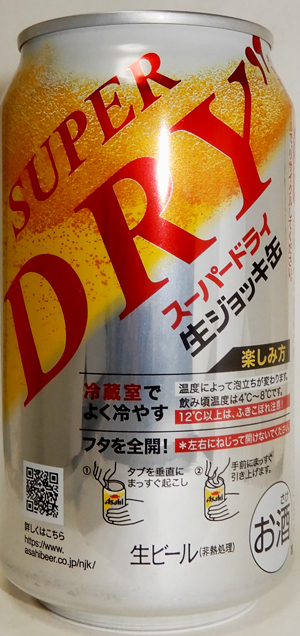 SUPER
DRY"
スーパードライ
生ジョッキ缶
楽しみ方
冷蔵室で
よく冷やす
温度によって泡立ちが変わります。
飲み頃温度は4℃〜8℃です。
12℃以上は、ふきこぼれ注意!
フタを全開!
*左右にねじって開けないでください
① タブを垂直に
まっすぐ起こし
② 手前にまっすぐ
引き上げます。
Asahi
Asahi
詳しくはこちら
https://www.
asahibeer.co.jp/njk/
生ビール(非熱処理)
さけ
お酒